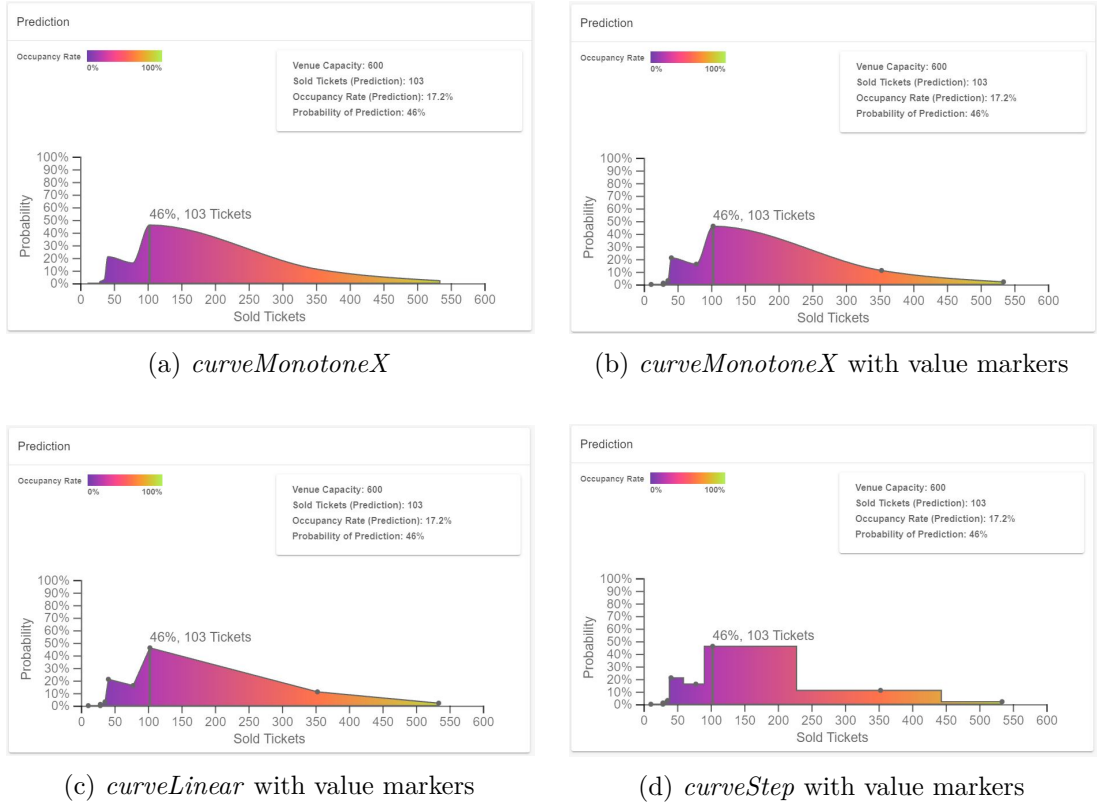 Prediction
Occupancy Rate
0% 100%
Venue Capacity: 600
Sold Tickets (Prediction): 103
Occupancy Rate (Prediction): 17.2%
Probability of Prediction: 46%
100%
90%
80%
70%
60%
50%
40%
30%
20%
10%
0%
Probability
46%, 103 Tickets
0 50 100 150 200 250 300 350 400 450 500 550 600
Sold Tickets
(a) curveMonotoneX
Prediction
Occupancy Rate
0% 100%
Venue Capacity: 600
Sold Tickets (Prediction): 103
Occupancy Rate (Prediction): 17.2%
Probability of Prediction: 46%
100%
90%
80%
70%
60%
50%
40%
30%
20%
10%
0%
Probability
46%, 103 Tickets
0 50 100 150 200 250 300 350 400 450 500 550 600
Sold Tickets
(b) curveMonotoneX with value markers
Prediction
Occupancy Rate
0% 100%
Venue Capacity: 600
Sold Tickets (Prediction): 103
Occupancy Rate (Prediction): 17.2%
Probability of Prediction: 46%
100%
90%
80%
70%
60%
50%
40%
30%
20%
10%
0%
Probability
46%, 103 Tickets
0 50 100 150 200 250 300 350 400 450 500 550 600
Sold Tickets
(c) curveLinear with value markers
Prediction
Occupancy Rate
0% 100%
Venue Capacity: 600
Sold Tickets (Prediction): 103
Occupancy Rate (Prediction): 17.2%
Probability of Prediction: 46%
100%
90%
80%
70%
60%
50%
40%
30%
20%
10%
0%
Probability
46%, 103 Tickets
0 50 100 150 200 250 300 350 400 450 500 550 600
Sold Tickets
(d) curveStep with value markers